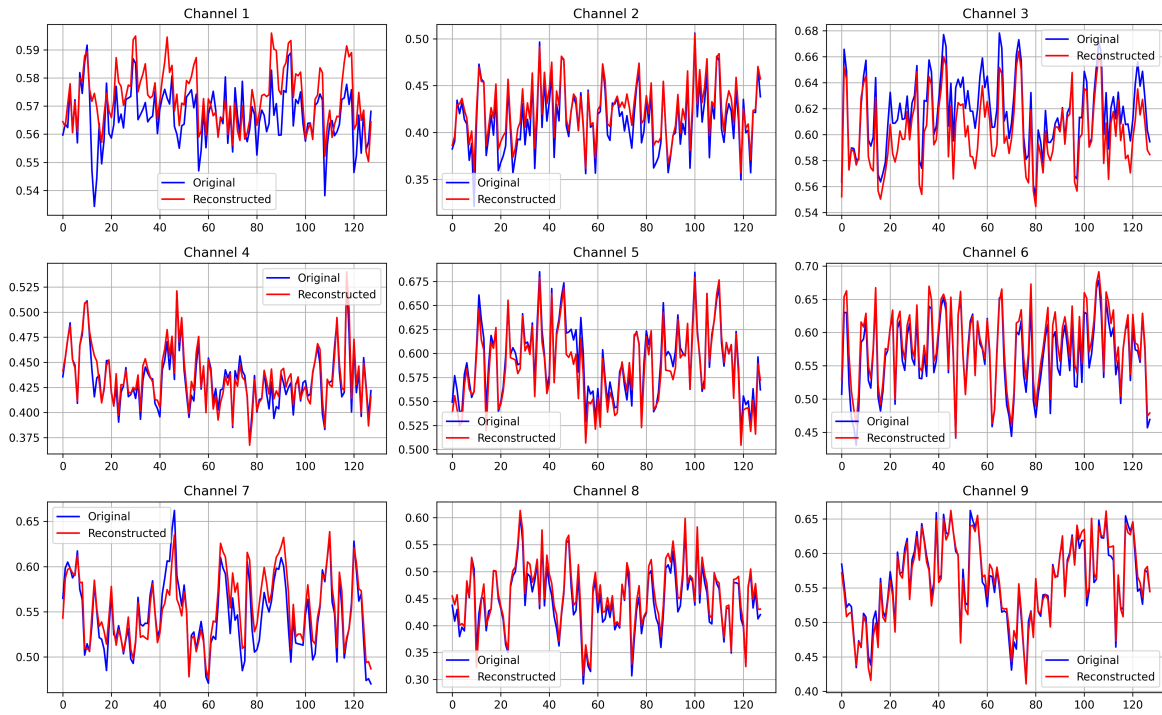 Channel 1
0.59
0.58
0.57
0.56
0.55
0.54
0 20 40 60 80 100 120
Original
Reconstructed
Channel 2
0.50
0.45
0.40
0.35
0 20 40 60 80 100 120
Original
Reconstructed
Channel 3
0.68
0.66
0.64
0.62
0.60
0.58
0.56
0.54
0 20 40 60 80 100 120
Original
Reconstructed
Channel 4
0.525
0.500
0.475
0.450
0.425
0.400
0.375
0 20 40 60 80 100 120
Original
Reconstructed
Channel 5
0.675
0.650
0.625
0.600
0.575
0.550
0.525
0.500
0 20 40 60 80 100 120
Original
Reconstructed
Channel 6
0.70
0.65
0.60
0.55
0.50
0.45
0 20 40 60 80 100 120
Original
Reconstructed
Channel 7
0.65
0.60
0.55
0.50
0 20 40 60 80 100 120
Original
Reconstructed
Channel 8
0.60
0.55
0.50
0.45
0.40
0.35
0.30
0 20 40 60 80 100 120
Original
Reconstructed
Channel 9
0.65
0.60
0.55
0.50
0.45
0.40
0 20 40 60 80 100 120
Original
Reconstructed